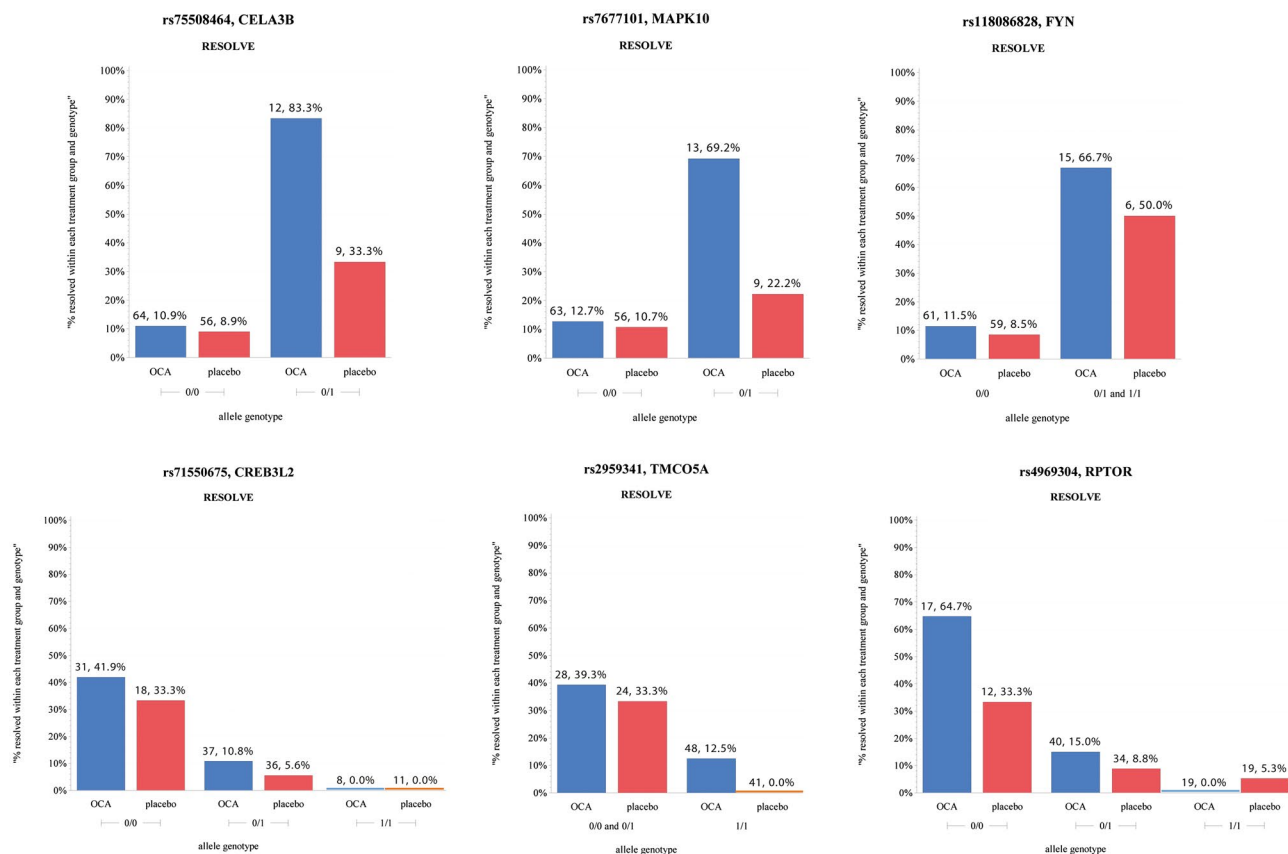 rs75508464, CELA3B
RESOLVE
"% resolved within each treatment group and genotype"
100%
90%
80%
70%
60%
50%
40%
30%
20%
10%
0%
64, 10.9%
56, 8.9%
12, 83.3%
9, 33.3%
OCA
placebo
OCA
placebo
0/0
0/1
allele genotype
rs7677101, MAPK10
RESOLVE
"% resolved within each treatment group and genotype"
100%
90%
80%
70%
60%
50%
40%
30%
20%
10%
0%
63, 12.7%
56, 10.7%
13, 69.2%
9, 22.2%
OCA
placebo
OCA
placebo
0/0
0/1
allele genotype
rs118086828, FYN
RESOLVE
"% resolved within each treatment group and genotype"
100%
90%
80%
70%
60%
50%
40%
30%
20%
10%
0%
61, 11.5%
59, 8.5%
15, 66.7%
6, 50.0%
OCA
placebo
OCA
placebo
0/0
0/1 and 1/1
allele genotype
rs71550675, CREB3L2
RESOLVE
"% resolved within each treatment group and genotype"
100%
90%
80%
70%
60%
50%
40%
30%
20%
10%
0%
31, 41.9%
18, 33.3%
37, 10.8%
36, 5.6%
8, 0.0%
11, 0.0%
OCA
placebo
OCA
placebo
OCA
placebo
0/0
0/1
1/1
allele genotype
rs2959341, TMCO5A
RESOLVE
"% resolved within each treatment group and genotype"
100%
90%
80%
70%
60%
50%
40%
30%
20%
10%
0%
28, 39.3%
24, 33.3%
48, 12.5%
41, 0.0%
OCA
placebo
OCA
placebo
0/0 and 0/1
1/1
allele genotype
rs4969304, RPTOR
RESOLVE
"% resolved within each treatment group and genotype"
100%
90%
80%
70%
60%
50%
40%
30%
20%
10%
0%
17, 64.7%
12, 33.3%
40, 15.0%
34, 8.8%
19, 0.0%
19, 5.3%
OCA
placebo
OCA
placebo
OCA
placebo
0/0
0/1
1/1
allele genotype